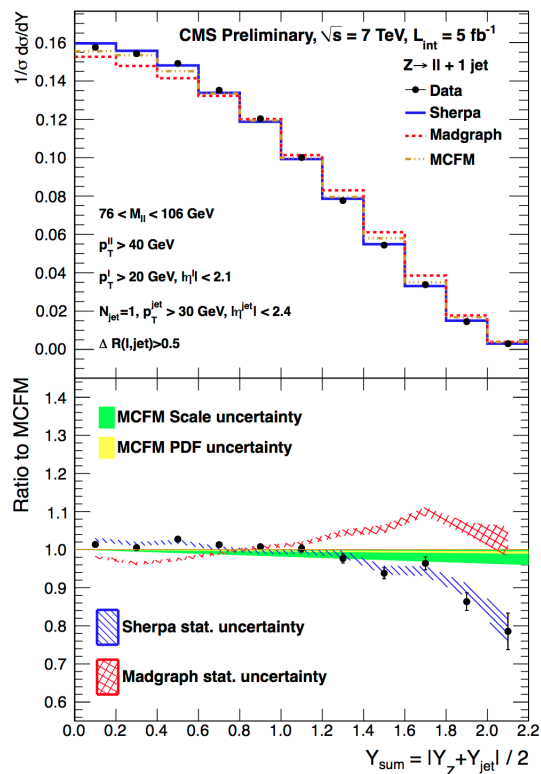 1/σ dσ/dY
0.16
0.14
0.12
0.10
0.08
0.06
0.04
0.02
0.00
CMS Preliminary, √s = 7 TeV, L_int = 5 fb⁻¹
Z→ ll + 1 jet
Data
Sherpa
Madgraph
MCFM
76 < M_ll < 106 GeV
p_T^ll > 40 GeV
p_T^l > 20 GeV, |η^l| < 2.1
N_jet=1, p_T^jet > 30 GeV, |η^jet| < 2.4
Δ R(l,jet)>0.5
Ratio to MCFM
1.4
1.3
1.2
1.1
1.0
0.9
0.8
0.7
0.6
MCFM Scale uncertainty
MCFM PDF uncertainty
Sherpa stat. uncertainty
Madgraph stat. uncertainty
0.0 0.2 0.4 0.6 0.8 1.0 1.2 1.4 1.6 1.8 2.0 2.2
Y_sum = |Y_Z+Y_jet| / 2